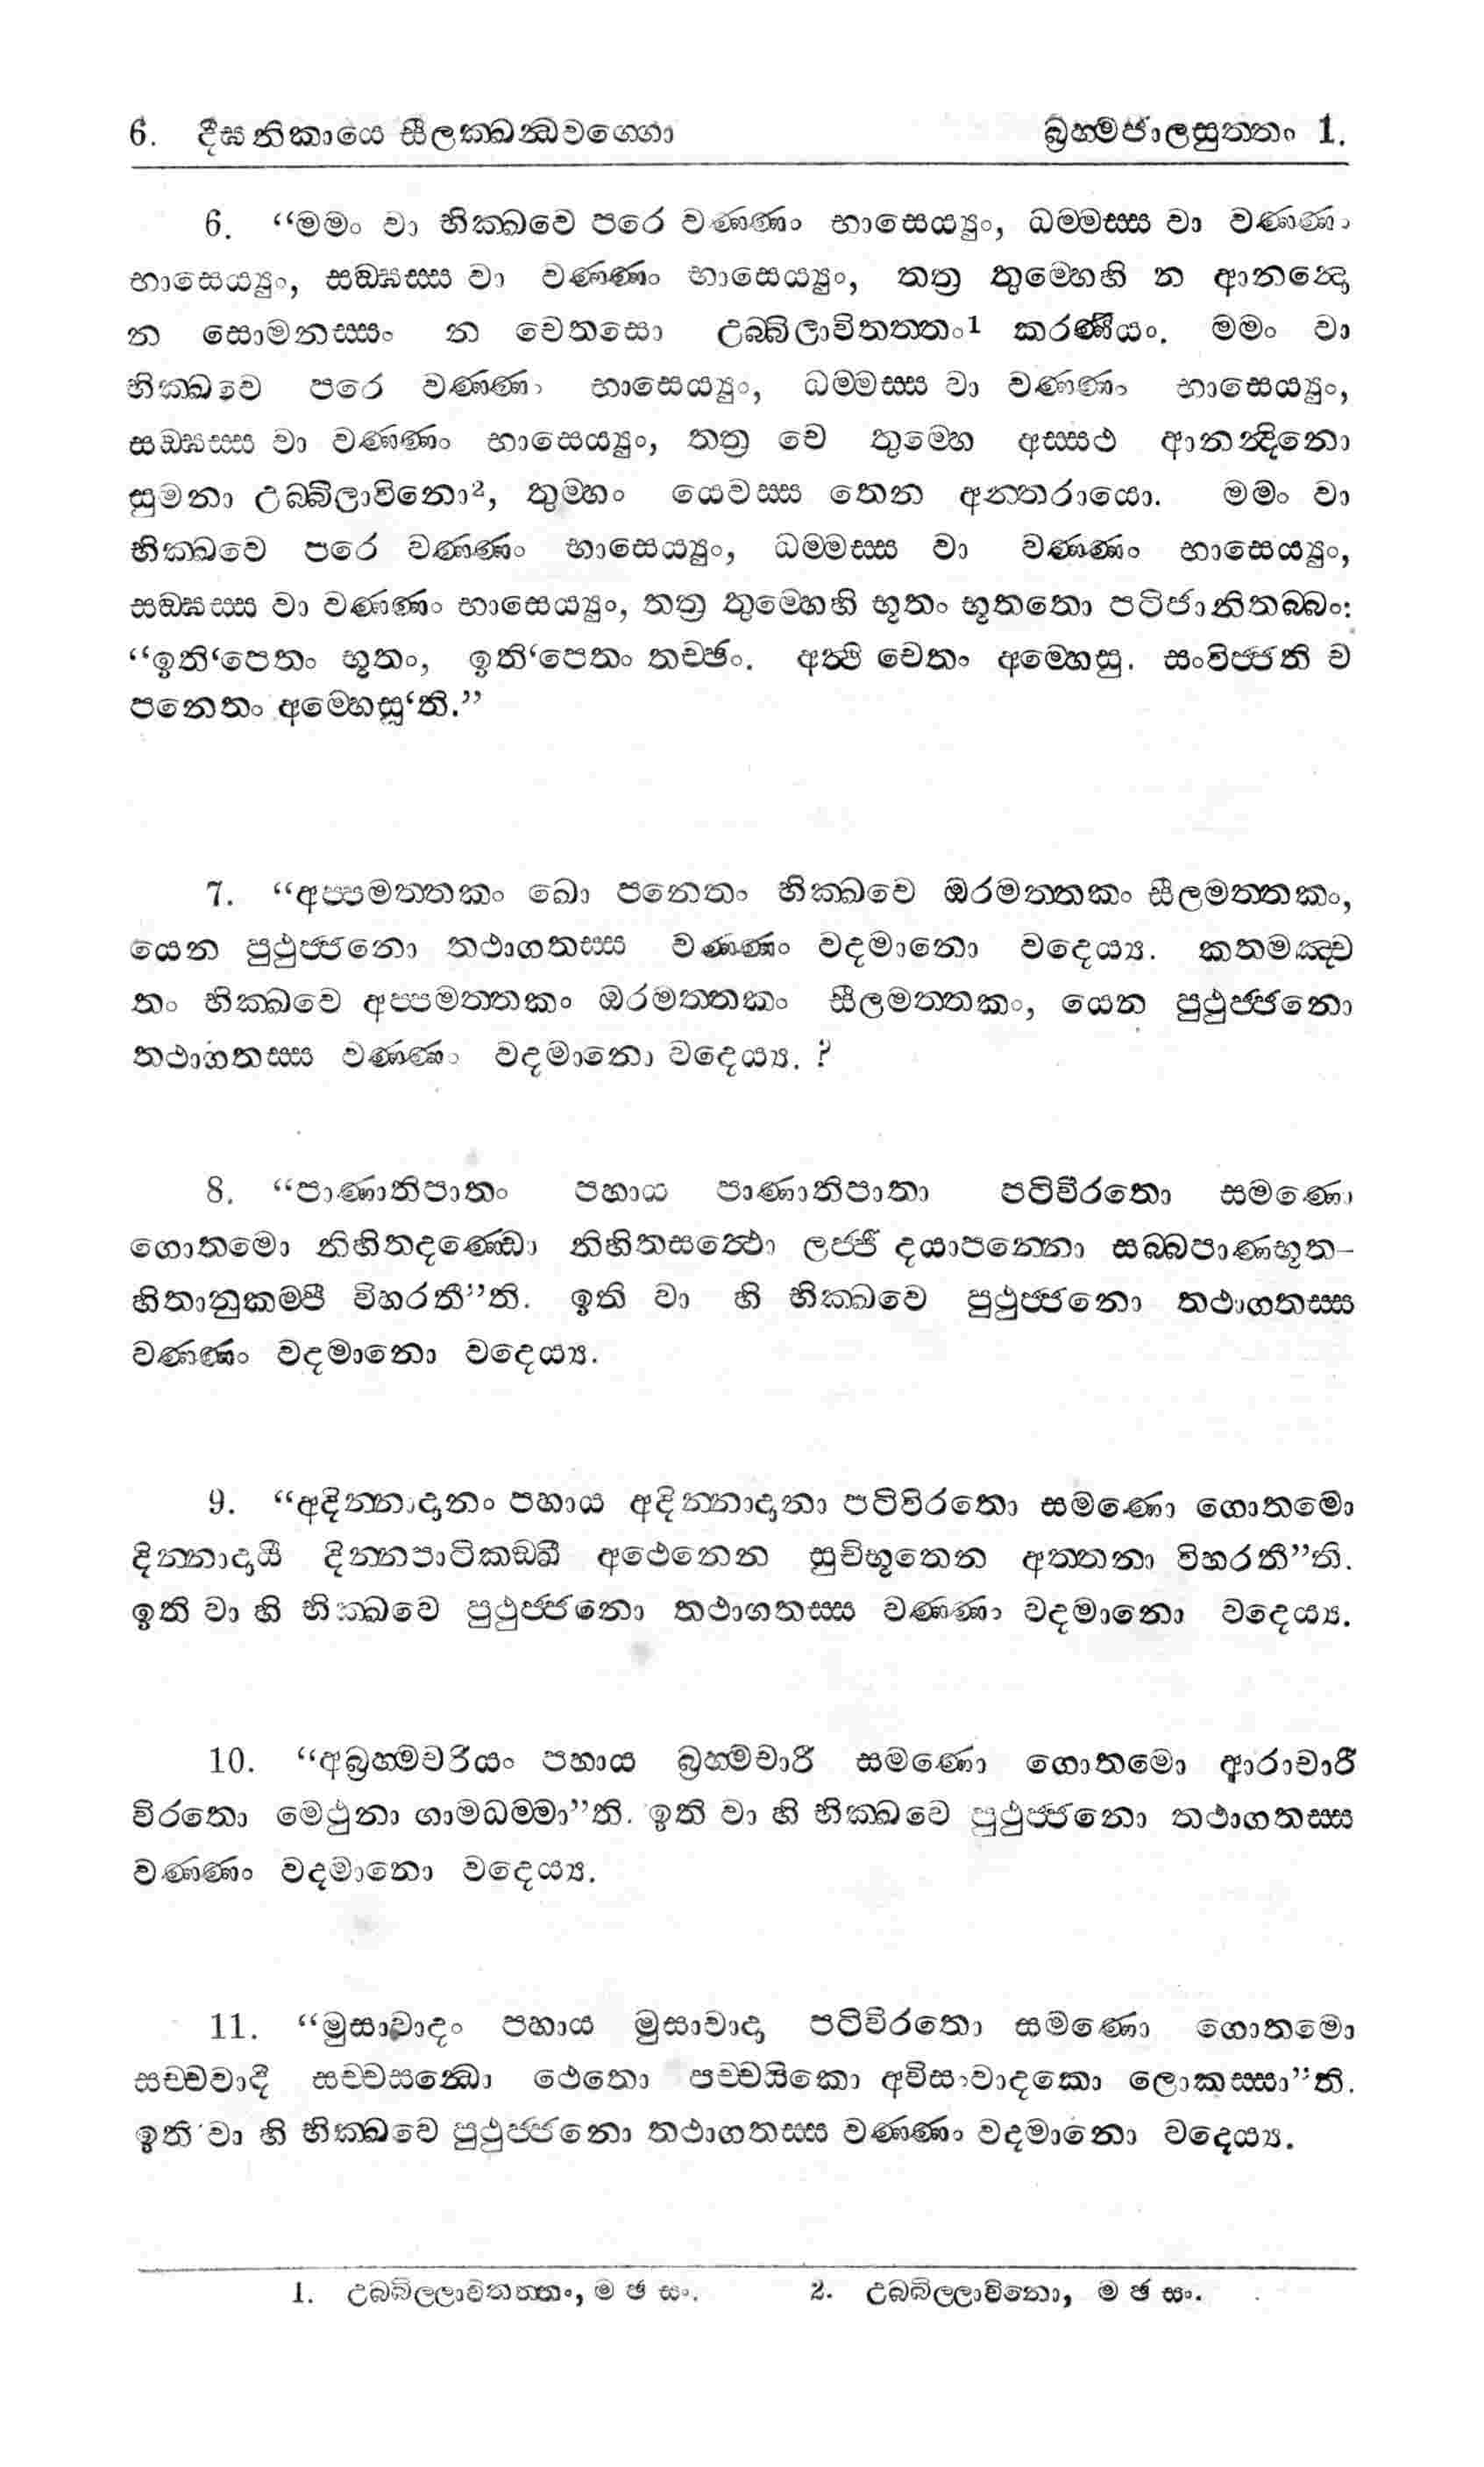 6. දීඝනිකායෙ සීලක්ඛන්ධවග්ගො බ්‍රහ්මජාලසුත්තං 1.
6. “මමං වා භික්ඛවෙ පරෙ වණ්ණං භාසෙය්‍යුං, ධම්මස්ස වා වණ්ණං
භාසෙය්‍යුං, සඞ්ඝස්ස වා වණ්ණං භාසෙය්‍යුං, තත්‍ර තුම්හෙහි න ආනන්දො
න සොමනස්සං න චෙතසො උබ්බිලාවිතත්තං1 කරණීයං. මමං වා
භික්ඛවෙ පරෙ වණ්ණං භාසෙය්‍යුං, ධම්මස්ස වා වණ්ණං භාසෙය්‍යුං,
සඞ්ඝස්ස වා වණ්ණං භාසෙය්‍යුං, තත්‍ර චෙ තුම්හෙ අස්සථ ආනන්දිනො
සුමනා උබ්බිලාවිනො2, තුම්හං යෙවස්ස තෙන අන්තරායො. මමං වා
භික්ඛවෙ පරෙ වණ්ණං භාසෙය්‍යුං, ධම්මස්ස වා වණ්ණං භාසෙය්‍යුං,
සඞ්ඝස්ස වා වණ්ණං භාසෙය්‍යුං, තත්‍ර තුම්හෙහි භූතං භූතතො පටිජානිතබ්බං:
“ඉති‘පෙතං භූතං, ඉති‘පෙතං තච්ඡං. අත්ථි චෙතං අම්හෙසු. සංවිජ්ජති ච
පනෙතං අම්හෙසූ‘ති.”
7. “අප්පමත්තකං ඛො පනෙතං භික්ඛවෙ ඔරමත්තකං සීලමත්තකං,
යෙන පුථුජ්ජනො තථාගතස්ස වණ්ණං වදමානො වදෙය්‍ය. කතමඤ්ච
තං භික්ඛවෙ අප්පමත්තකං ඔරමත්තකං සීලමත්තකං, යෙන පුථුජ්ජනො
තථාගතස්ස වණ්ණං වදමානො වදෙය්‍ය. ?
8. “පාණාතිපාතං පහාය පාණාතිපාතා පටිවිරතො සමණො
ගොතමො නිහිතදණ්ඩො නිහිතසත්ථො ලජ්ජී දයාපන්නො සබ්බපාණභූත-
හිතානුකම්පී විහරතී”ති. ඉති වා හි භික්ඛවෙ පුථුජ්ජනො තථාගතස්ස
වණ්ණං වදමානො වදෙය්‍ය.
9. “අදින්නාදානං පහාය අදින්නාදානා පටිවිරතො සමණො ගොතමො
දින්නාදායී දින්නපාටිකඞ්ඛී අථෙනෙන සුචිභූතෙන අත්තනා විහරතී”ති.
ඉති වා හි භික්ඛවෙ පුථුජ්ජනො තථාගතස්ස වණ්ණං වදමානො වදෙය්‍ය.
10. “අබ්‍රහ්මචරියං පහාය බ්‍රහ්මචාරී සමණො ගොතමො ආරාචාරී
විරතො මෙථුනා ගාමධම්මා”ති. ඉති වා හි භික්ඛවෙ පුථුජ්ජනො තථාගතස්ස
වණ්ණං වදමානො වදෙය්‍ය.
11. “මුසාවාදං පහාය මුසාවාදා පටිවිරතො සමණො ගොතමො
සච්චවාදී සච්චසන්ධො ථෙතො පච්චයිකො අවිසංවාදකො ලොකස්සා”ති.
ඉති වා හි භික්ඛවෙ පුථුජ්ජනො තථාගතස්ස වණ්ණං වදමානො වදෙය්‍ය.
1. උබ්බිල්ලාවිතත්තං, ම ඡ සං. 2. උබ්බිල්ලාවිනො, ම ඡ සං.